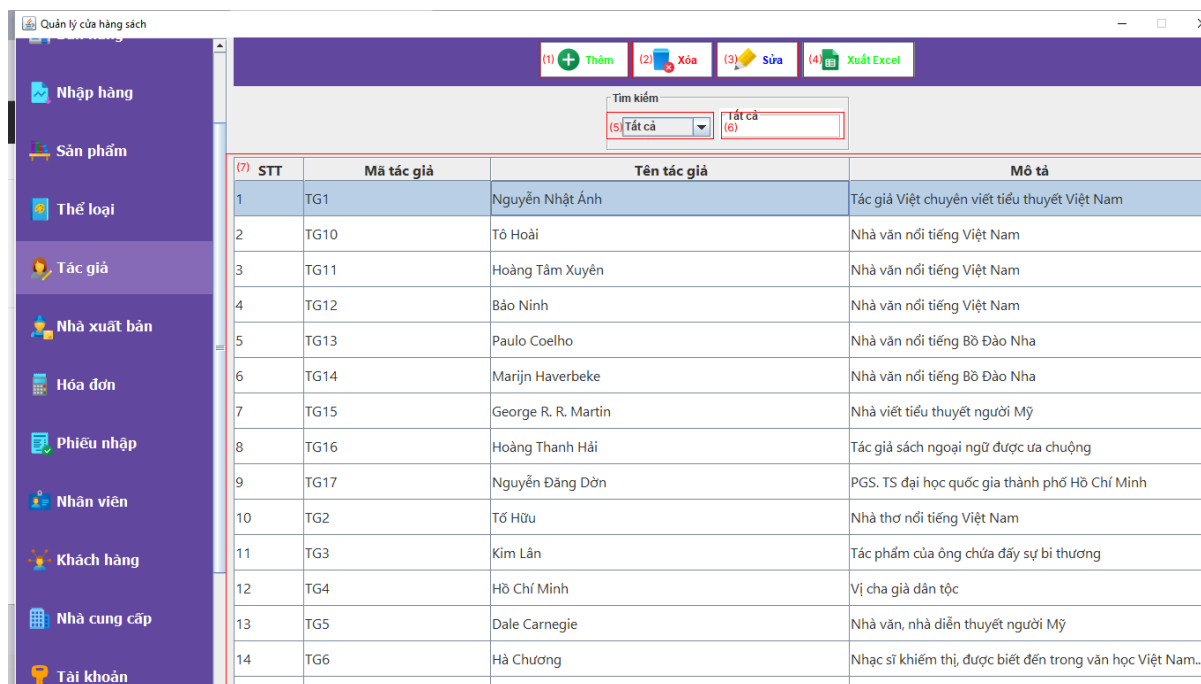 Quản lý cửa hàng sách
Nhập hàng
Sản phẩm
Thể loại
Tác giả
Nhà xuất bản
Hóa đơn
Phiếu nhập
Nhân viên
Khách hàng
Nhà cung cấp
Tài khoản
(1) Thêm (2) Xóa (3) Sửa (4) Xuất Excel
Tìm kiếm
(5) Tất cả
Tất cả
(6)
(7) STT Mã tác giả Tên tác giả Mô tả
1 TG1 Nguyễn Nhật Ánh Tác giả Việt chuyên viết tiểu thuyết Việt Nam
2 TG10 Tô Hoài Nhà văn nổi tiếng Việt Nam
3 TG11 Hoàng Tâm Xuyên Nhà văn nổi tiếng Việt Nam
4 TG12 Bảo Ninh Nhà văn nổi tiếng Việt Nam
5 TG13 Paulo Coelho Nhà văn nổi tiếng Bồ Đào Nha
6 TG14 Marijn Haverbeke Nhà văn nổi tiếng Bồ Đào Nha
7 TG15 George R. R. Martin Nhà viết tiểu thuyết người Mỹ
8 TG16 Hoàng Thanh Hải Tác giả sách ngoại ngữ được ưa chuộng
9 TG17 Nguyễn Đăng Dờn PGS. TS đại học quốc gia thành phố Hồ Chí Minh
10 TG2 Tố Hữu Nhà thơ nổi tiếng Việt Nam
11 TG3 Kim Lân Tác phẩm của ông chứa đấy sự bi thương
12 TG4 Hồ Chí Minh Vị cha già dân tộc
13 TG5 Dale Carnegie Nhà văn, nhà diễn thuyết người Mỹ
14 TG6 Hà Chương Nhạc sĩ khiếm thị, được biết đến trong văn học Việt Nam...